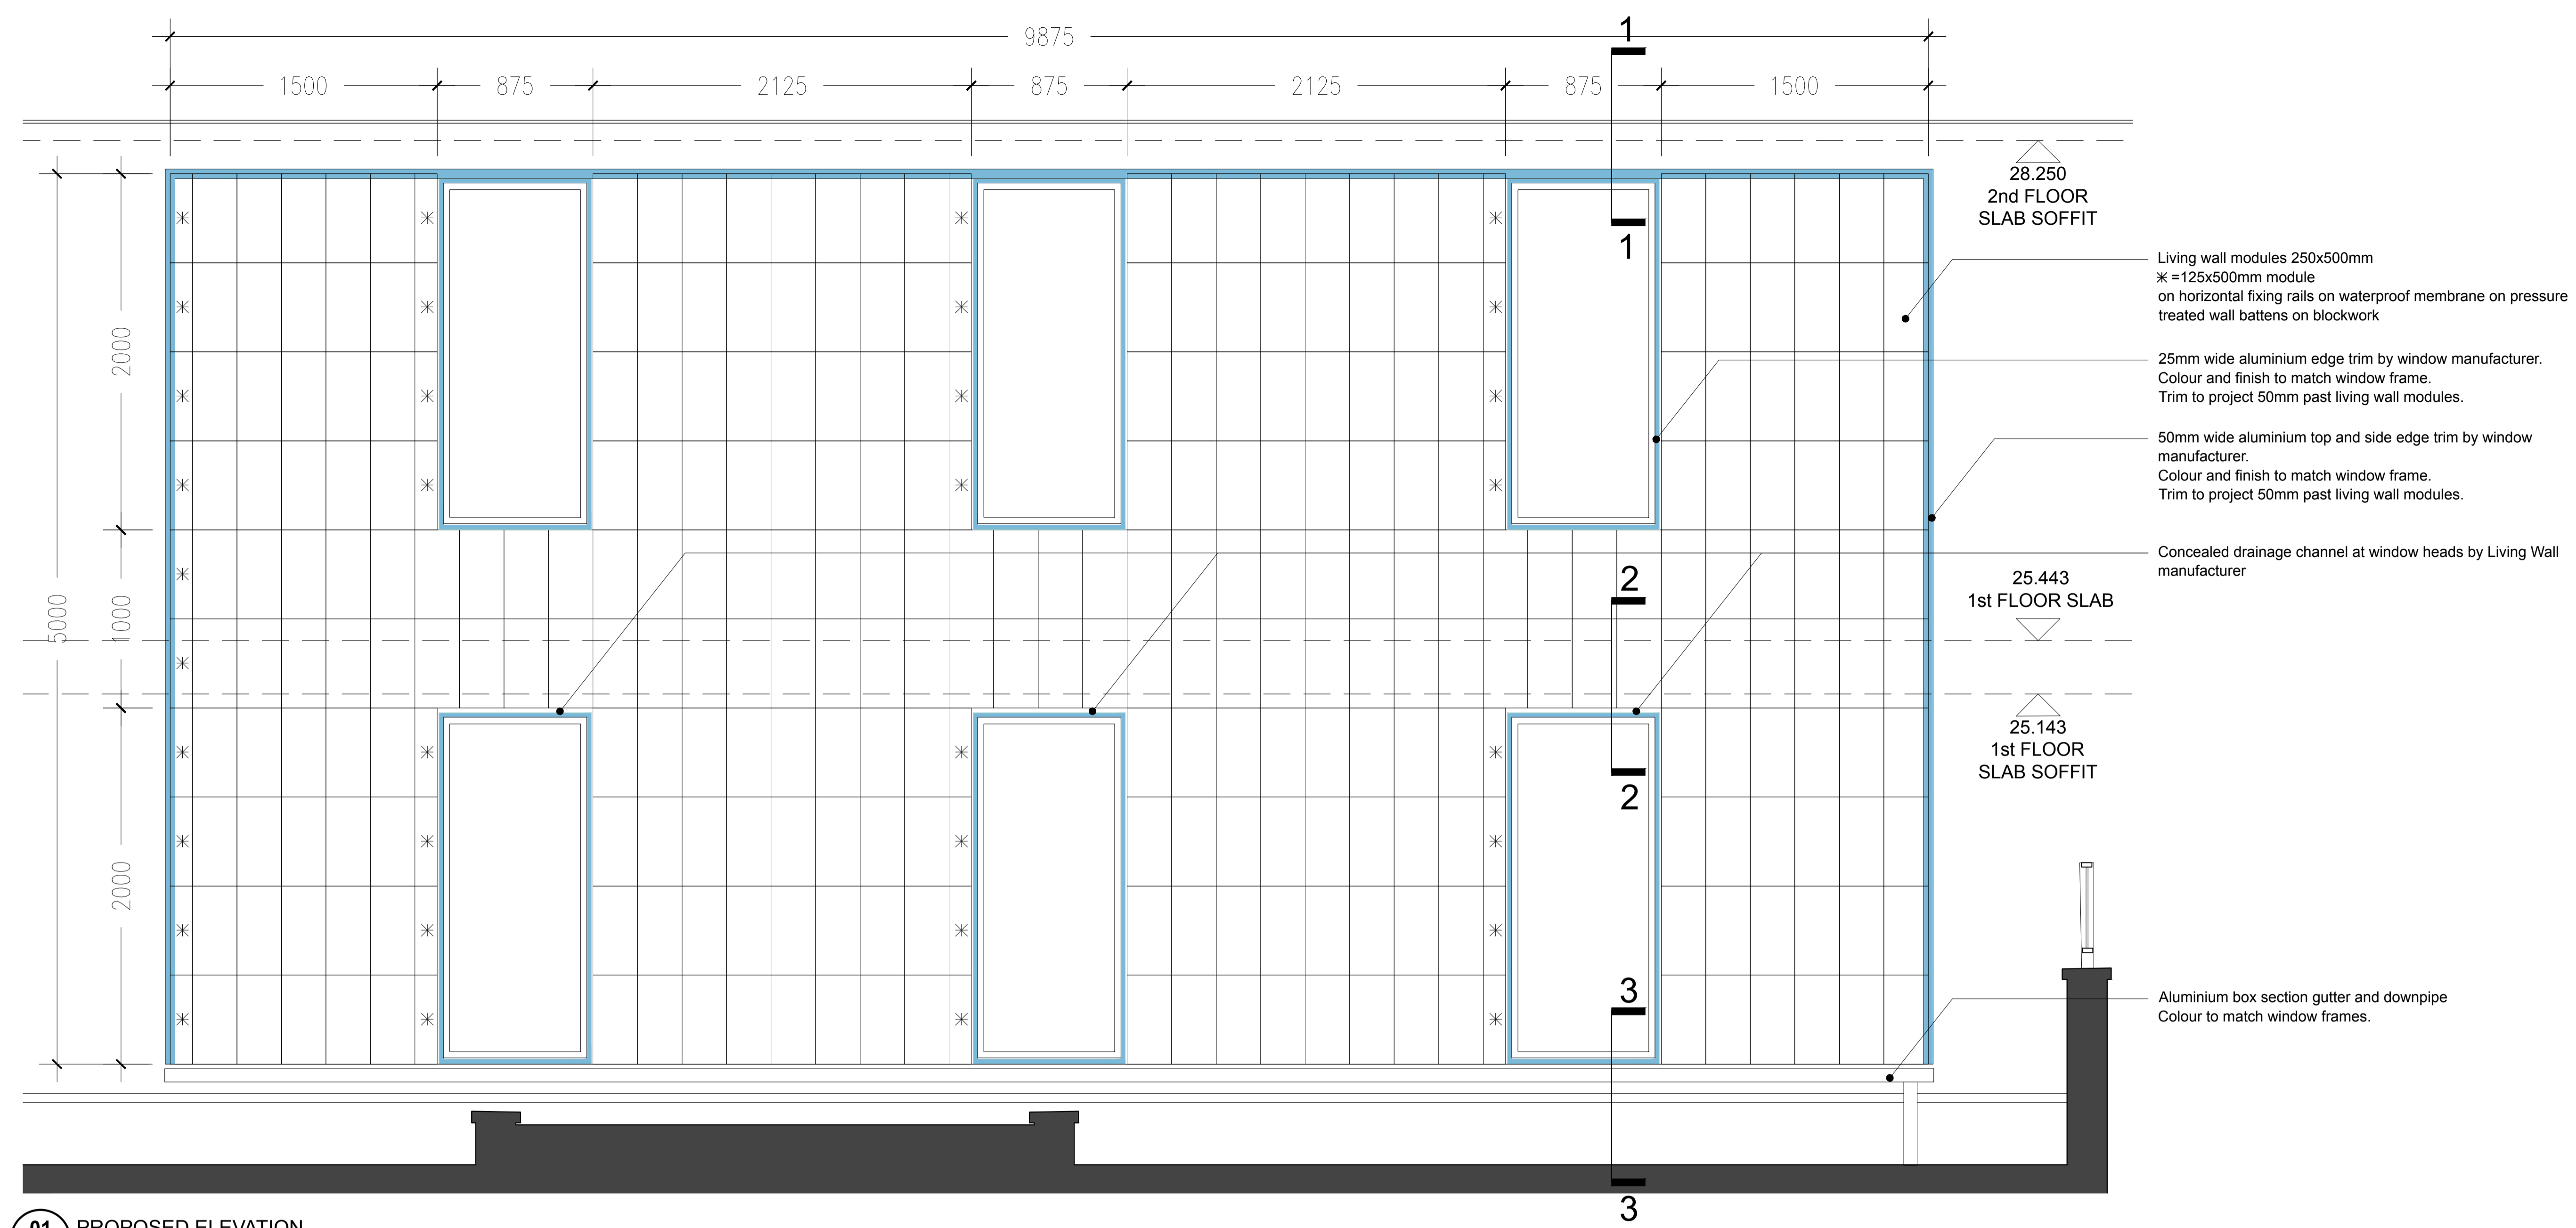 1
9875
1500
875
2125
875
2125
875
1500
28.250
2nd FLOOR
SLAB SOFFIT
1
Living wall modules 250x500mm
✳ =125x500mm module
on horizontal fixing rails on waterproof membrane on pressure
treated wall battens on blockwork
2000
25mm wide aluminium edge trim by window manufacturer.
Colour and finish to match window frame.
Trim to project 50mm past living wall modules.
50mm wide aluminium top and side edge trim by window
manufacturer.
Colour and finish to match window frame.
Trim to project 50mm past living wall modules.
Concealed drainage channel at window heads by Living Wall
manufacturer
2
25.443
1st FLOOR SLAB
5000
1000
25.143
1st FLOOR
SLAB SOFFIT
2
2000
3
Aluminium box section gutter and downpipe
Colour to match window frames.
3
01
PROPOSED ELEVATION